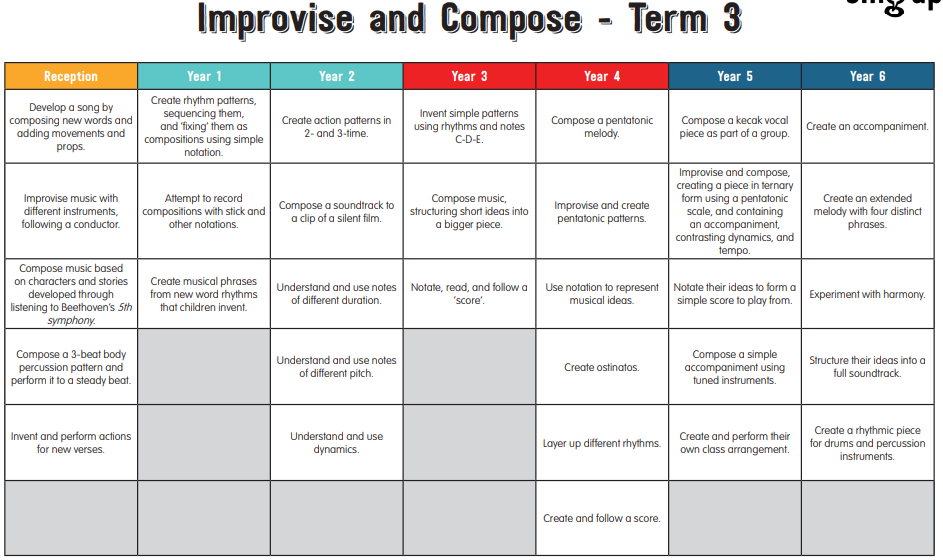 Improvise and Compose - Term 3
Reception
Year 1
Year 2
Year 3
Year 4
Year 5
Year 6
Develop a song by
composing new words and
adding movements and
props.
Create rhythm patterns,
sequencing them,
and ‘fixing’ them as
compositions using simple
notation.
Create action patterns in
2- and 3-time.
Invent simple patterns
using rhythms and notes
C-D-E.
Compose a pentatonic
melody.
Compose a kecak vocal
piece as part of a group.
Create an accompaniment.
Improvise music with
different instruments,
following a conductor.
Attempt to record
compositions with stick and
other notations.
Compose a soundtrack to
a clip of a silent film.
Compose music,
structuring short ideas into
a bigger piece.
Improvise and create
pentatonic patterns.
Improvise and compose,
creating a piece in ternary
form using a pentatonic
scale, and containing
an accompaniment,
contrasting dynamics, and
tempo.
Create an extended
melody with four distinct
phrases.
Compose music based
on characters and stories
developed through
listening to Beethoven’s 5th
symphony.
Create musical phrases
from new word rhythms
that children invent.
Understand and use notes
of different duration.
Notate, read, and follow a
‘score’.
Use notation to represent
musical ideas.
Notate their ideas to form a
simple score to play from.
Experiment with harmony.
Compose a 3-beat body
percussion pattern and
perform it to a steady beat.
Understand and use notes
of different pitch.
Create ostinatos.
Compose a simple
accompaniment using
tuned instruments.
Structure their ideas into a
full soundtrack.
Invent and perform actions
for new verses.
Understand and use
dynamics.
Layer up different rhythms.
Create and perform their
own class arrangement.
Create a rhythmic piece
for drums and percussion
instruments.
Create and follow a score.